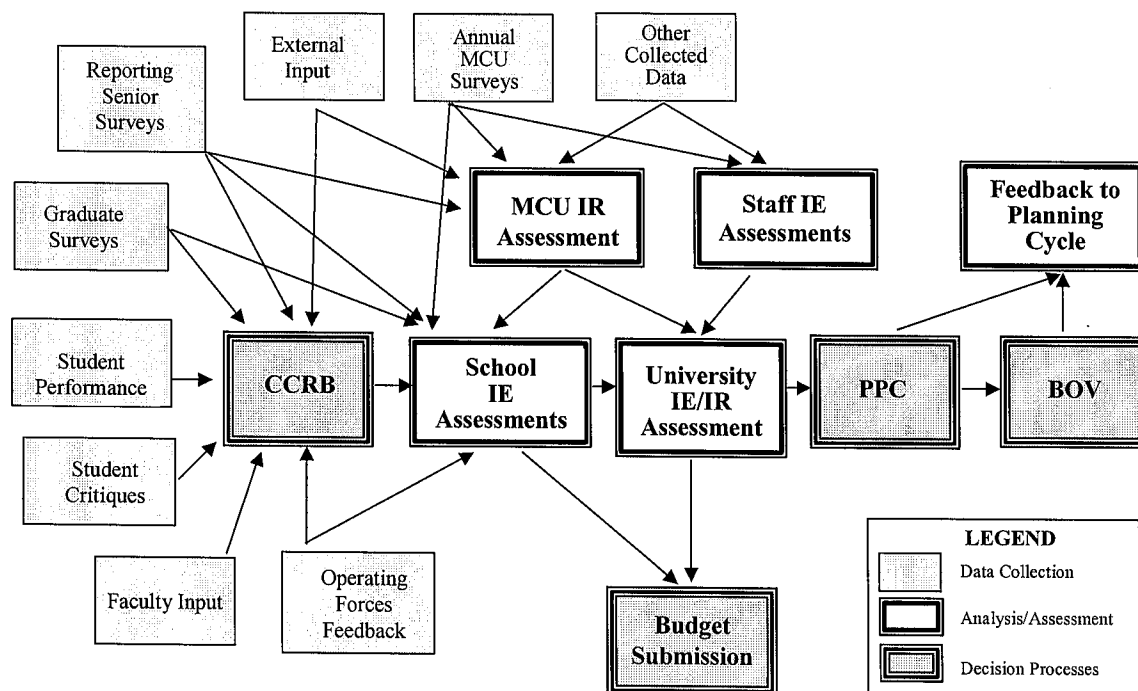 Reporting
Senior
Surveys
External
Input
Annual
MCU
Surveys
Other
Collected
Data
Graduate
Surveys
MCU IR
Assessment
Staff IE
Assessments
Feedback to
Planning
Cycle
Student
Performance
CCRB
School
IE
Assessments
University
IE/IR
Assessment
PPC
BOV
Student
Critiques
Faculty Input
Operating
Forces
Feedback
Budget
Submission
LEGEND
Data Collection
Analysis/Assessment
Decision Processes